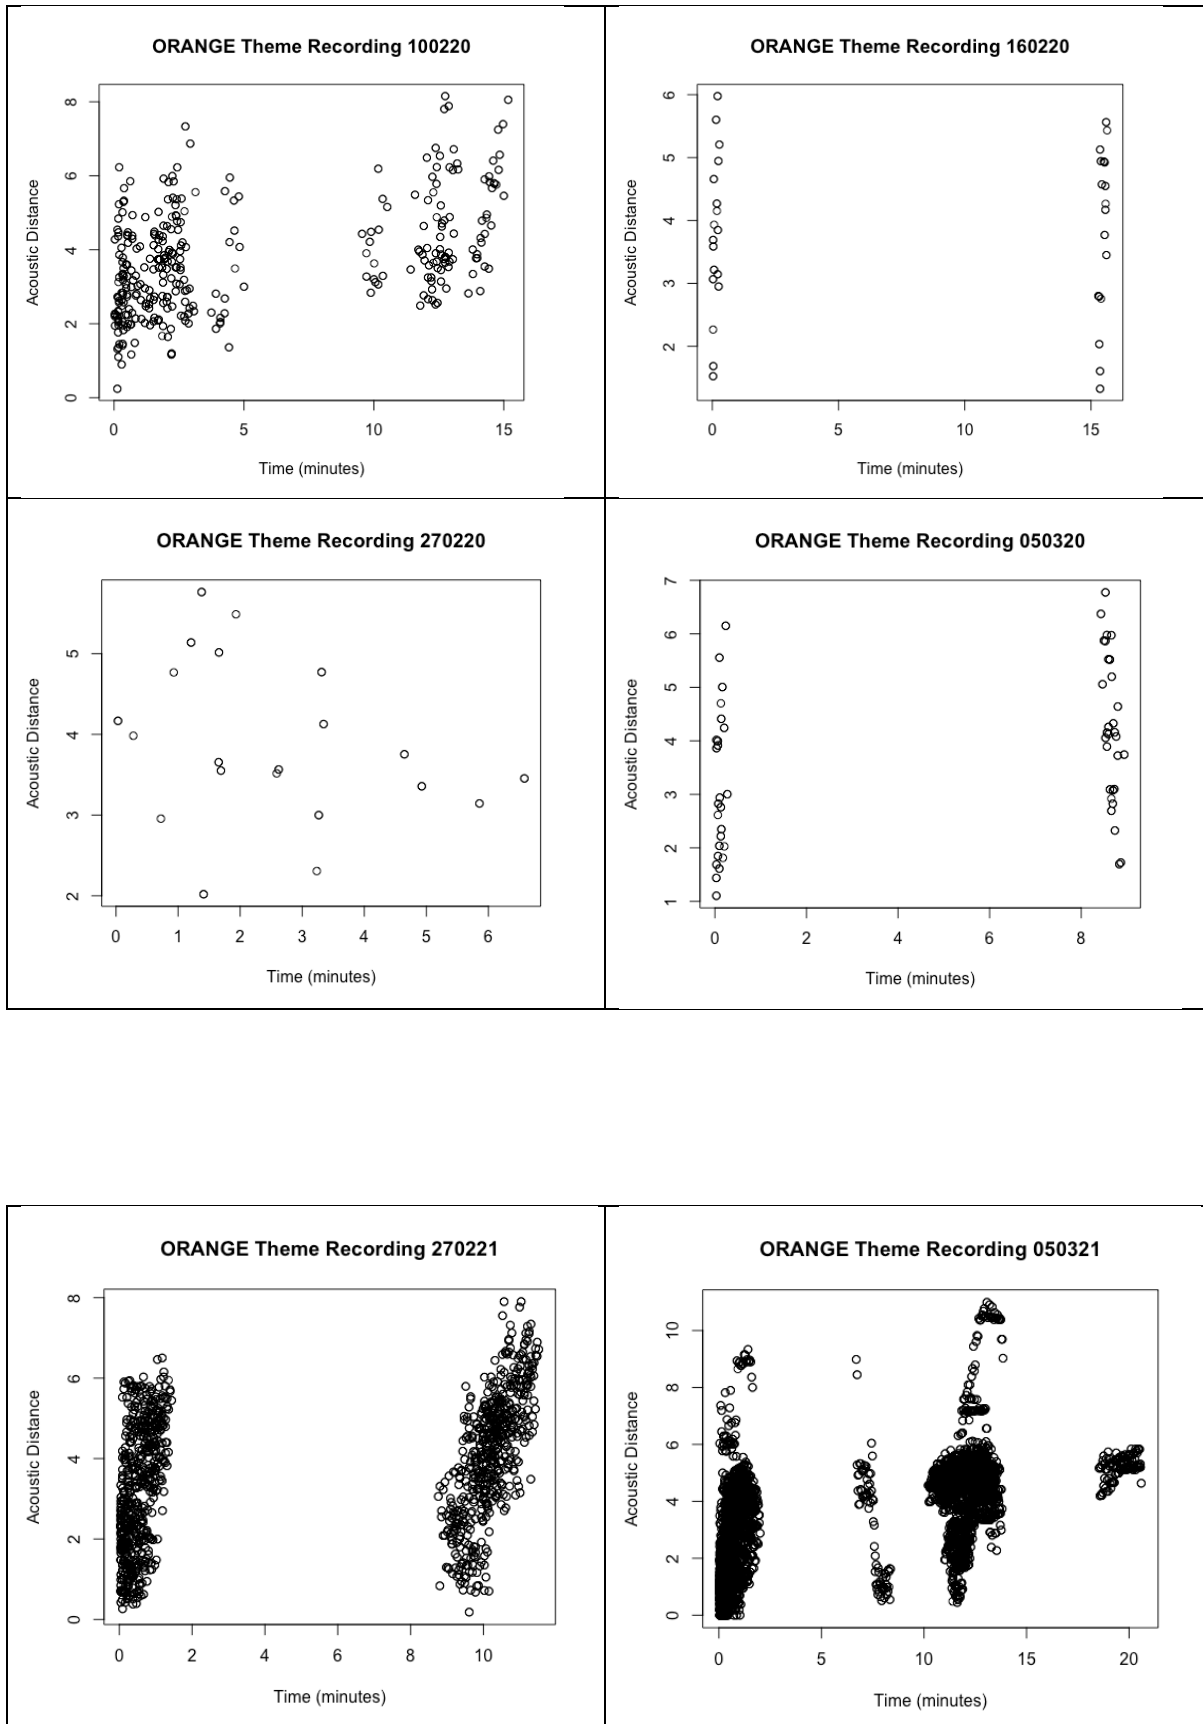 ORANGE Theme Recording 100220
Acoustic Distance
8
6
4
2
0
0 5 10 15
Time (minutes)
ORANGE Theme Recording 160220
Acoustic Distance
6
5
4
3
2
0 5 10 15
Time (minutes)
ORANGE Theme Recording 270220
Acoustic Distance
5
4
3
2
0 1 2 3 4 5 6
Time (minutes)
ORANGE Theme Recording 050320
Acoustic Distance
7
6
5
4
3
2
1
0 2 4 6 8
Time (minutes)
ORANGE Theme Recording 270221
Acoustic Distance
8
6
4
2
0
0 2 4 6 8 10
Time (minutes)
ORANGE Theme Recording 050321
Acoustic Distance
10
8
6
4
2
0
0 5 10 15 20
Time (minutes)